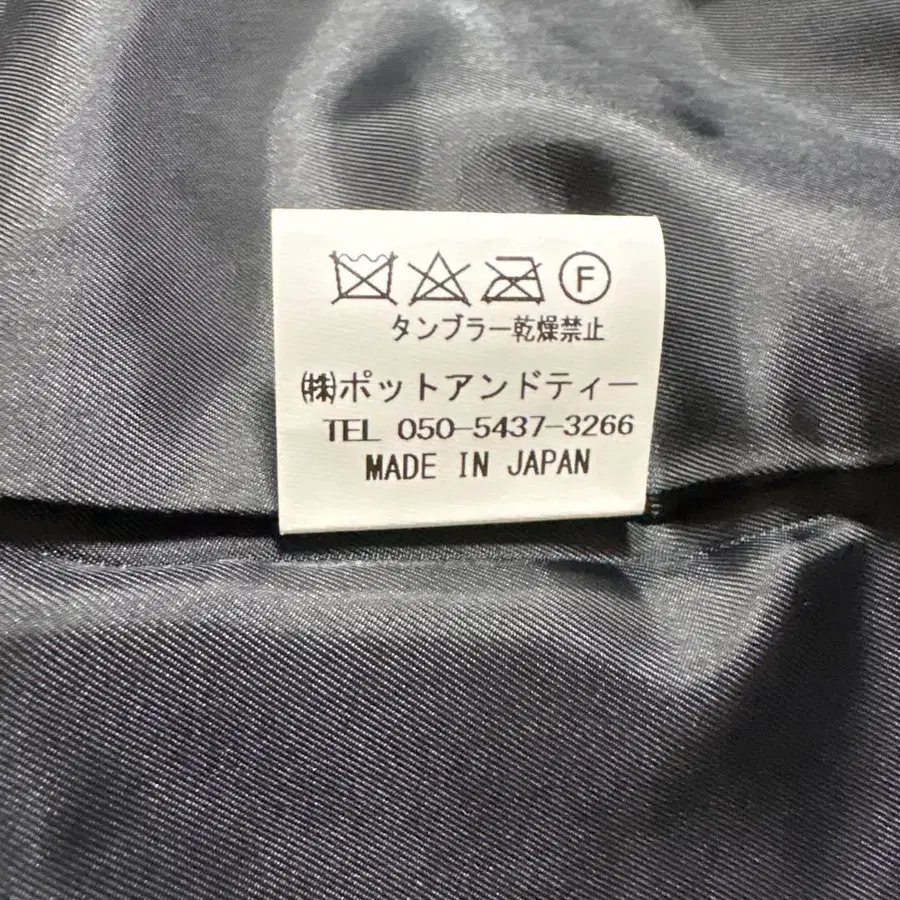 F
タンブラー乾燥禁止
㈱ポットアンドティー
TEL 050-5437-3266
MADE IN JAPAN